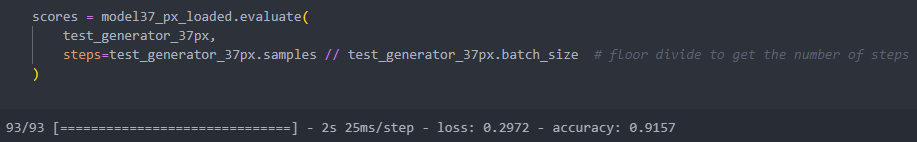 scores = model37_px_loaded.evaluate(
    test_generator_37px,
    steps=test_generator_37px.samples // test_generator_37px.batch_size  # floor divide to get the number of steps
)
93/93 [==============================] - 2s 25ms/step - loss: 0.2972 - accuracy: 0.9157